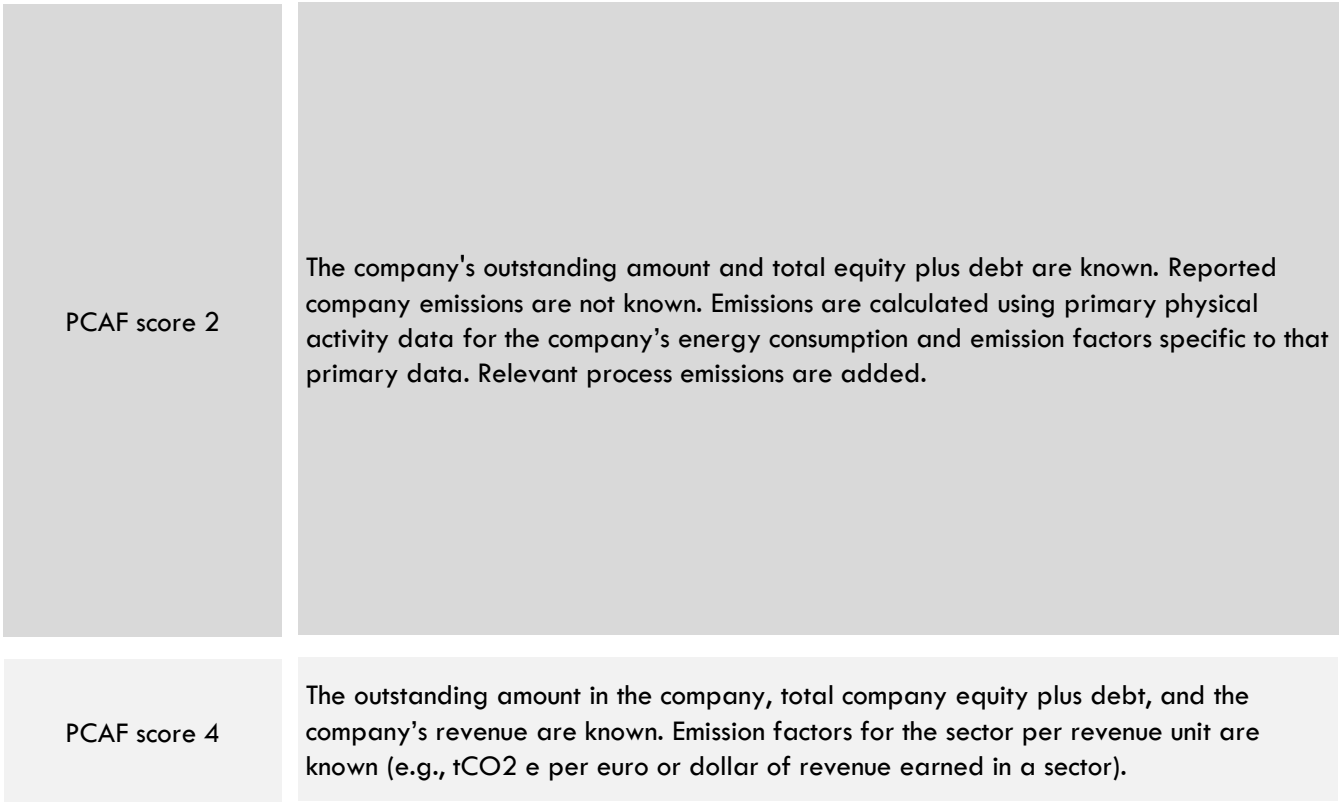 PCAF score 2
The company's outstanding amount and total equity plus debt are known. Reported
company emissions are not known. Emissions are calculated using primary physical
activity data for the company’s energy consumption and emission factors specific to that
primary data. Relevant process emissions are added.
PCAF score 4
The outstanding amount in the company, total company equity plus debt, and the
company’s revenue are known. Emission factors for the sector per revenue unit are
known (e.g., tCO2 e per euro or dollar of revenue earned in a sector).